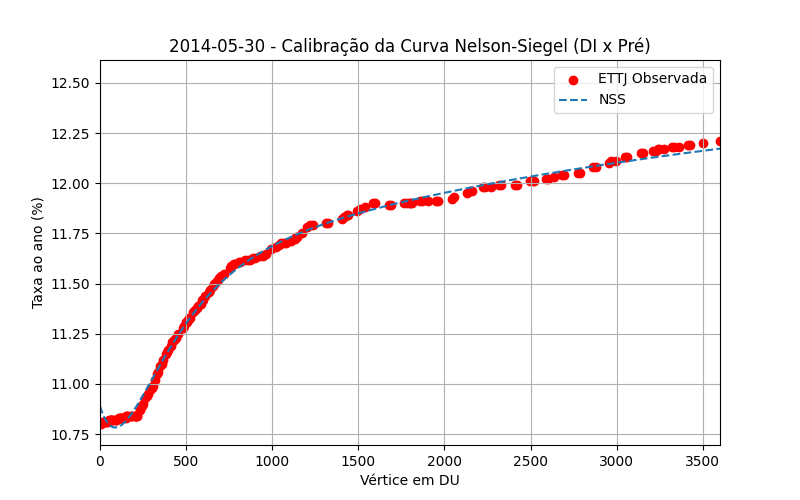 2014-05-30 - Calibração da Curva Nelson-Siegel (DI x Pré)
ETTJ Observada
NSS
Taxa ao ano (%)
12.50
12.25
12.00
11.75
11.50
11.25
11.00
10.75
0 500 1000 1500 2000 2500 3000 3500
Vértice em DU